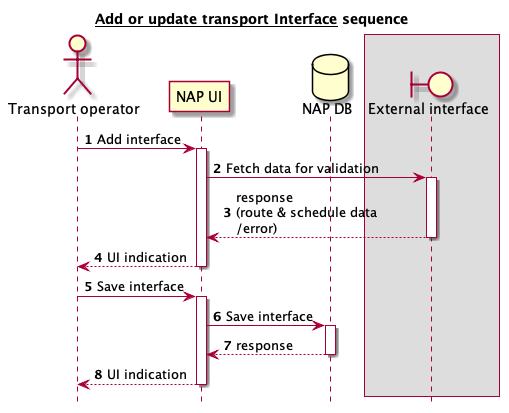 Add or update transport Interface sequence
Transport operator
NAP UI
NAP DB
External interface
1 Add interface
2 Fetch data for validation
response
3 (route & schedule data
/error)
4 UI indication
5 Save interface
6 Save interface
7 response
8 UI indication